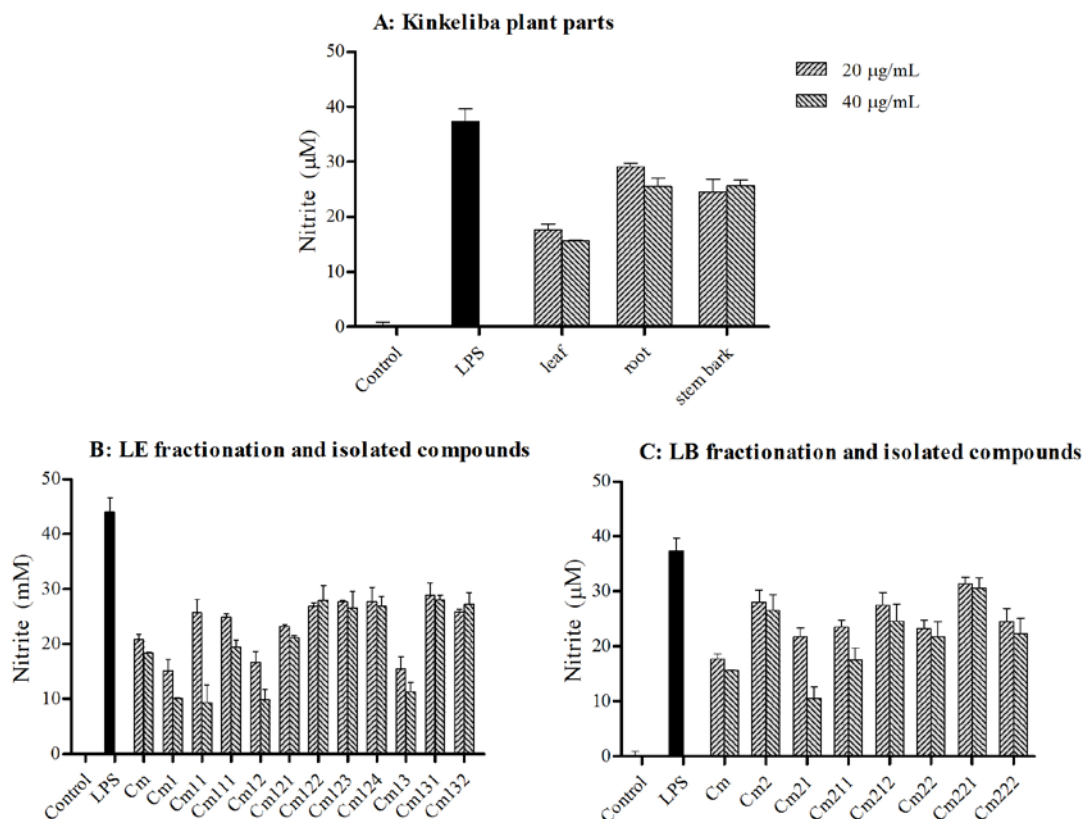 A: Kinkeliba plant parts
50
40
30
20
10
0
Nitrite (μM)
20 μg/mL
40 μg/mL
Control
LPS
leaf
root
stem bark
B: LE fractionation and isolated compounds
50
40
30
20
10
0
Nitrite (mM)
Control
LPS
Cm
Cm1
Cm11
Cm111
Cm12
Cm121
Cm122
Cm123
Cm124
Cm13
Cm131
Cm132
C: LB fractionation and isolated compounds
50
40
30
20
10
0
Nitrite (μM)
Control
LPS
Cm
Cm2
Cm21
Cm211
Cm212
Cm22
Cm221
Cm222